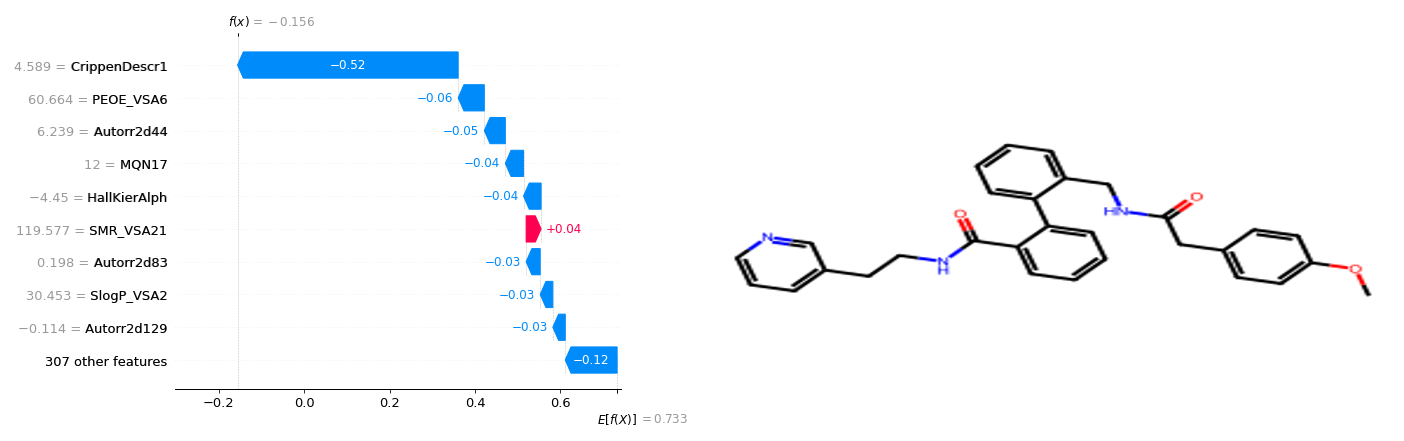 f(x) = −0.156
4.589 = CrippenDescr1
−0.52
60.664 = PEOE_VSA6
−0.06
6.239 = Autorr2d44
−0.05
12 = MQN17
−0.04
−4.45 = HallKierAlph
−0.04
119.577 = SMR_VSA21
+0.04
0.198 = Autorr2d83
−0.03
30.453 = SlogP_VSA2
−0.03
−0.114 = Autorr2d129
−0.03
307 other features
−0.12
−0.2 0.0 0.2 0.4 0.6
E[f(X)] = 0.733
N
O
N
H
HN
O
O